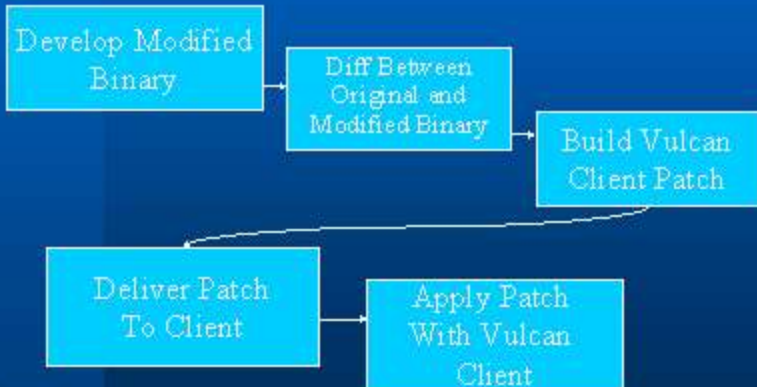 Develop Modified
Binary
Diff Between
Original and
Modified Binary
Build Vulcan
Client Patch
Deliver Patch
To Client
Apply Patch
With Vulcan
Client